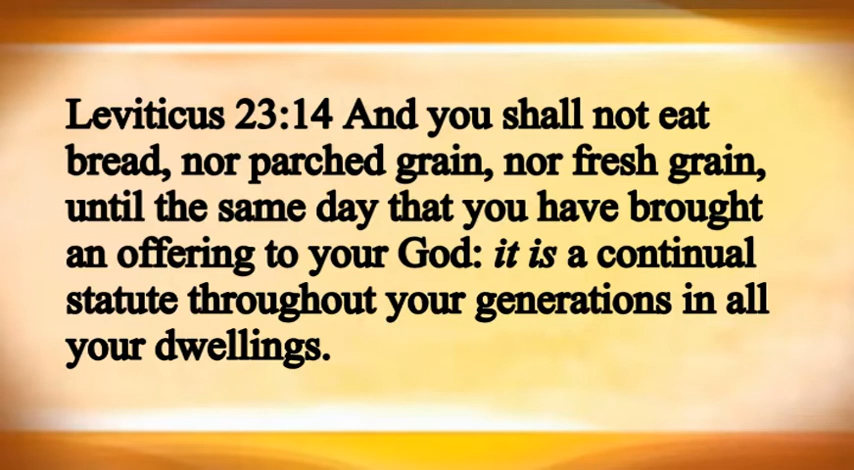 Leviticus 23:14 And you shall not eat
bread, nor parched grain, nor fresh grain,
until the same day that you have brought
an offering to your God: it is a continual
statute throughout your generations in all
your dwellings.